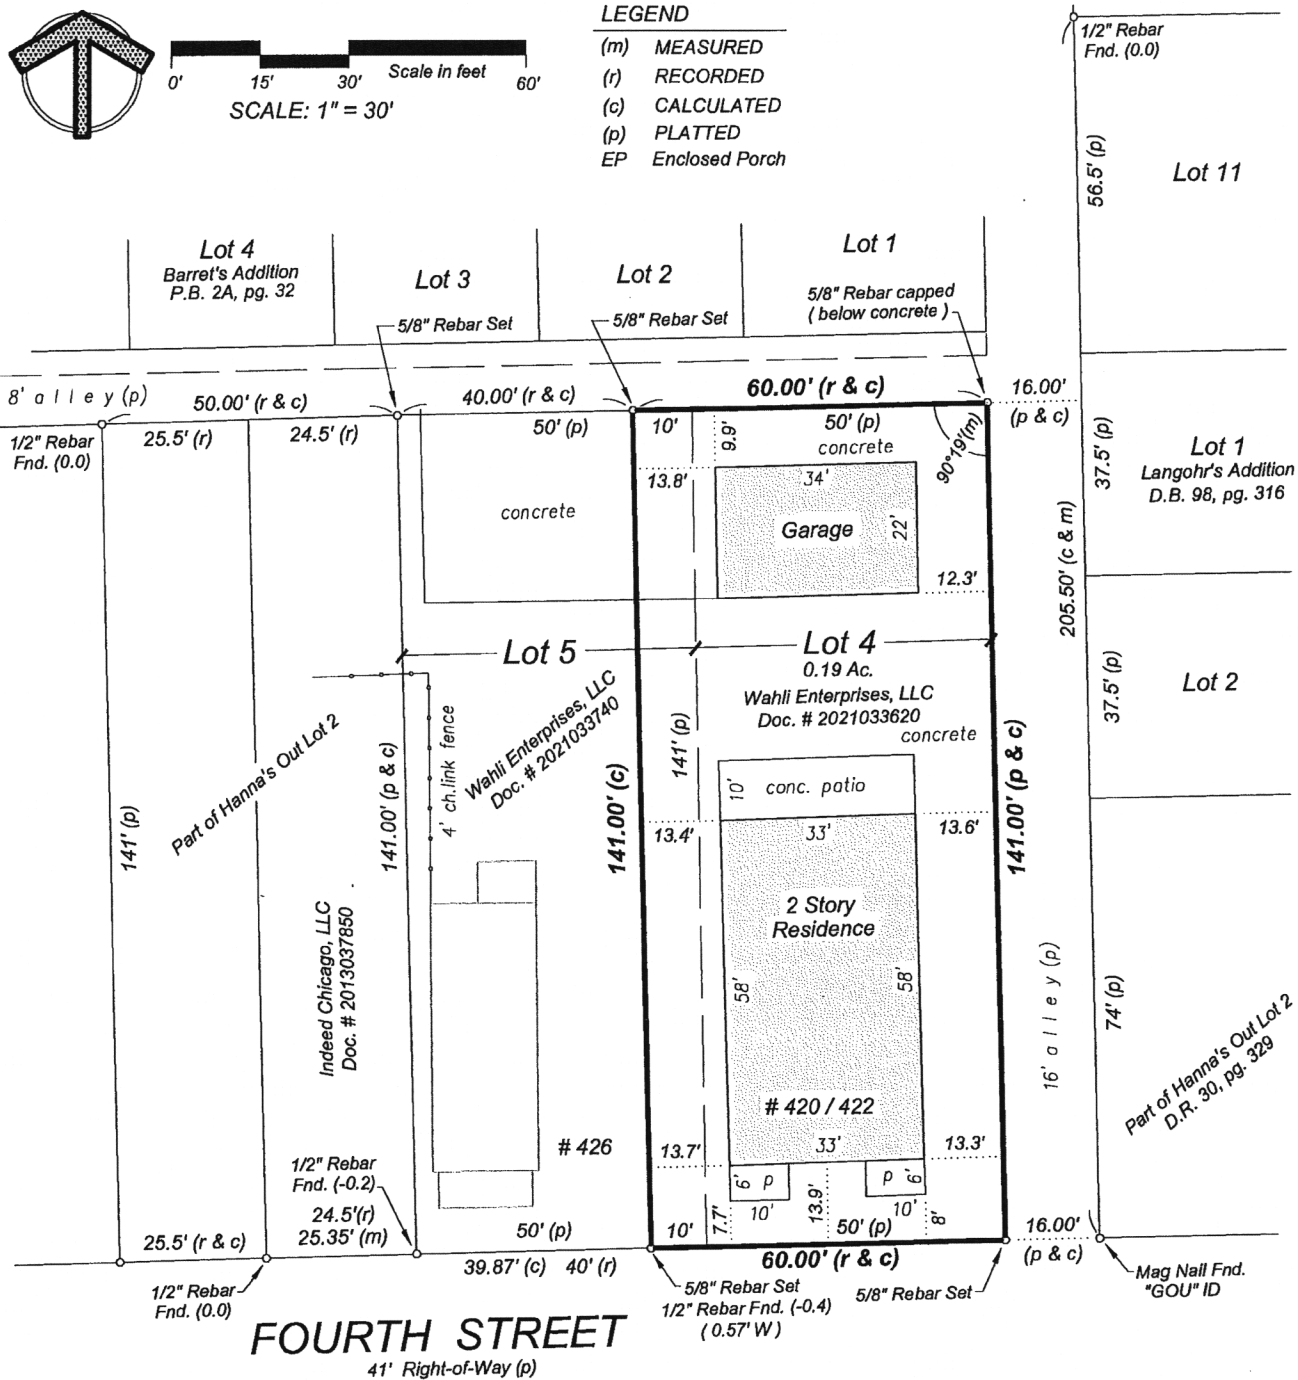 LEGEND
(m) MEASURED
(r) RECORDED
(c) CALCULATED
(p) PLATTED
EP Enclosed Porch
0' 15' 30' 60'
Scale in feet
SCALE: 1" = 30'
1/2" Rebar
Fnd. (0.0)
56.5' (p)
Lot 11
Lot 4
Barret's Addition
P.B. 2A, pg. 32
Lot 3
Lot 2
Lot 1
5/8" Rebar Set
5/8" Rebar Set
5/8" Rebar capped
( below concrete )
8' alley (p)
50.00' (r & c)
40.00' (r & c)
60.00' (r & c)
16.00'
(p & c)
1/2" Rebar
Fnd. (0.0)
25.5' (r)
24.5' (r)
50' (p)
10'
9.9'
50' (p)
concrete
90°19'(m)
37.5' (p)
Lot 1
Langohr's Addition
D.B. 98, pg. 316
13.8'
34'
Garage
22'
concrete
12.3'
205.50' (c & m)
Lot 5
Lot 4
0.19 Ac.
Wahli Enterprises, LLC
Doc. # 2021033620
concrete
37.5' (p)
Lot 2
Part of Hanna's Out Lot 2
4' ch.link fence
Wahli Enterprises, LLC
Doc. # 2021033740
141' (p)
141' (p)
141.00' (p & c)
141.00' (c)
141.00' (p & c)
10'
conc. patio
13.4'
33'
13.6'
2 Story
Residence
58'
58'
Indeed Chicago, LLC
Doc. # 2013037850
16' alley (p)
74' (p)
Part of Hanna's Out Lot 2
D.R. 30, pg. 329
# 420 / 422
# 426
13.7'
33'
13.3'
1/2" Rebar
Fnd. (-0.2)
6' p
p 6'
10'
10'
7.7'
13.9'
8'
24.5'(r)
25.35' (m)
25.5' (r & c)
50' (p)
10'
50' (p)
16.00'
(p & c)
39.87' (c) 40' (r)
60.00' (r & c)
1/2" Rebar
Fnd. (0.0)
5/8" Rebar Set
1/2" Rebar Fnd. (-0.4)
( 0.57' W )
5/8" Rebar Set
Mag Nail Fnd.
"GOU" ID
FOURTH STREET
41' Right-of-Way (p)